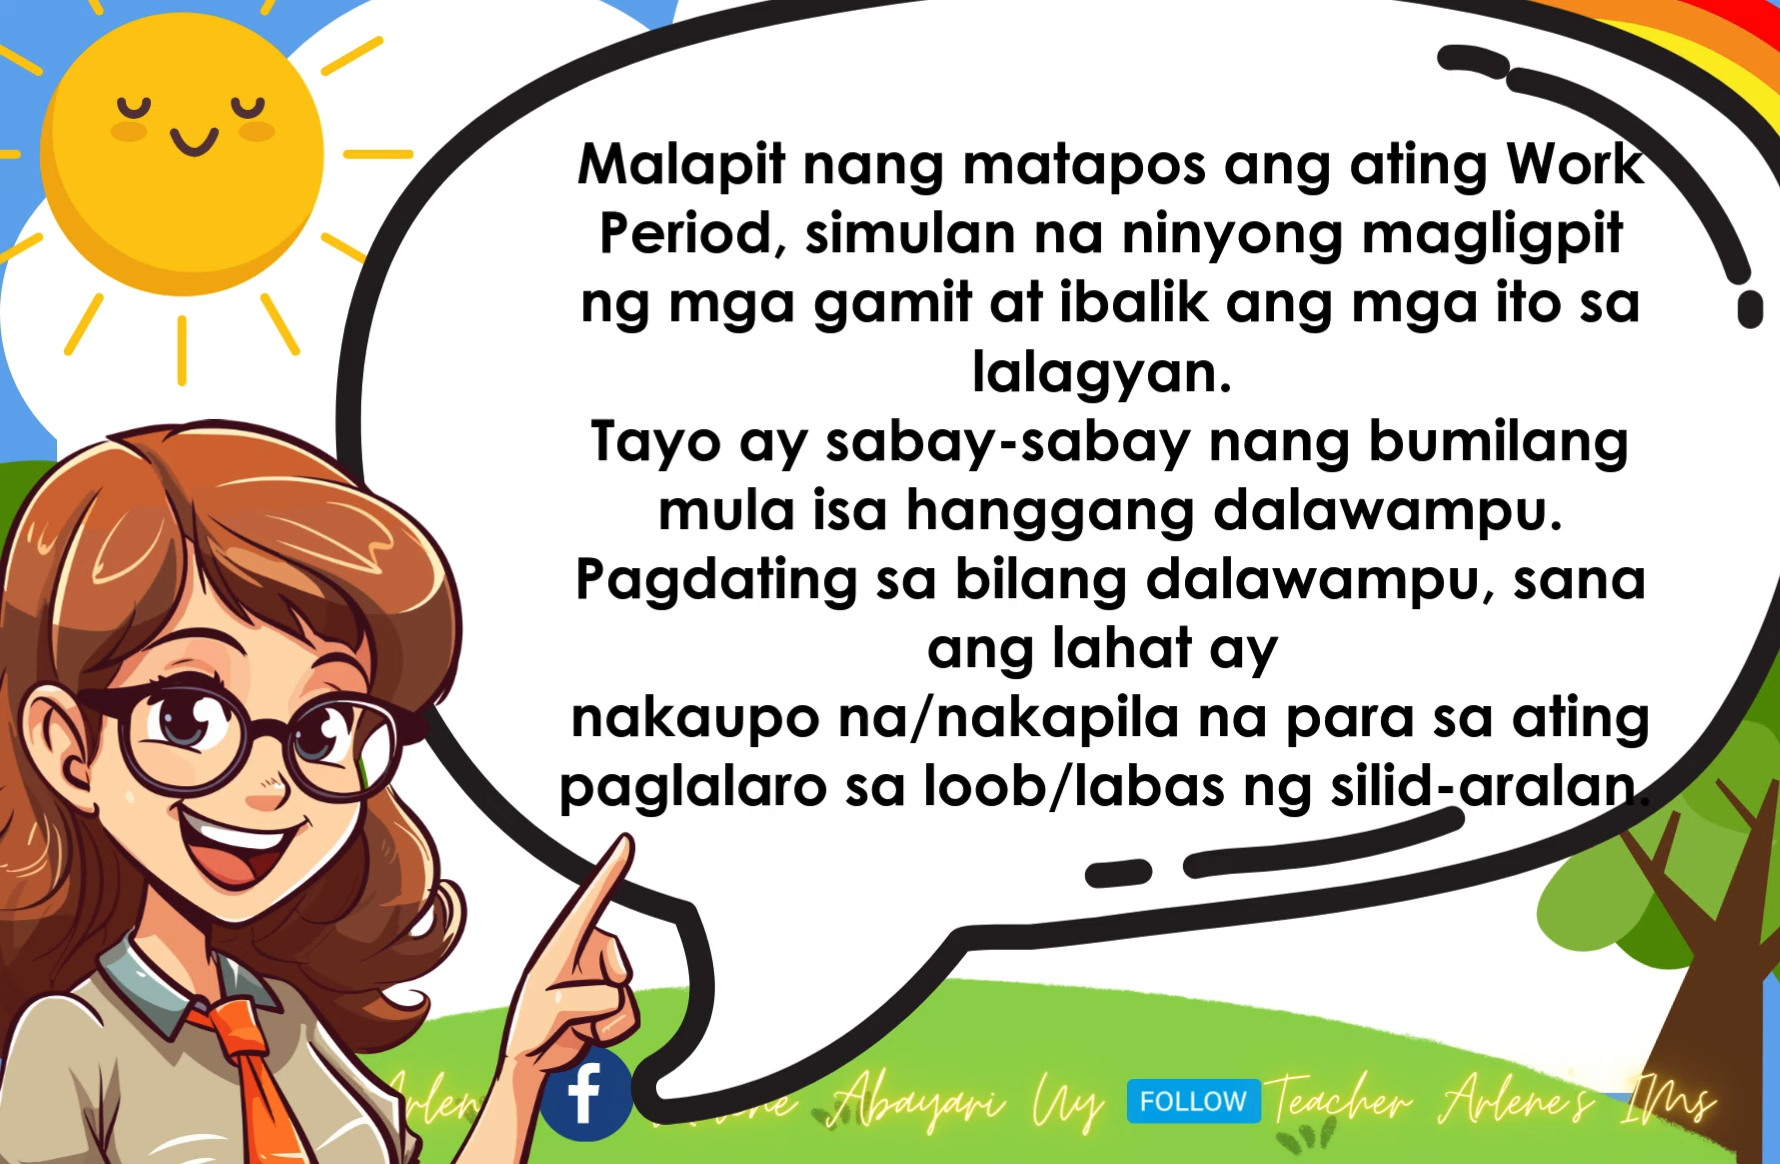 Malapit nang matapos ang ating Work
Period, simulan na ninyong magligpit
ng mga gamit at ibalik ang mga ito sa
lalagyan.
Tayo ay sabay-sabay nang bumilang
mula isa hanggang dalawampu.
Pagdating sa bilang dalawampu, sana
ang lahat ay
nakaupo na/nakapila na para sa ating
paglalaro sa loob/labas ng silid-aralan.
f Abayari Uy FOLLOW Teacher Arlene's IMs